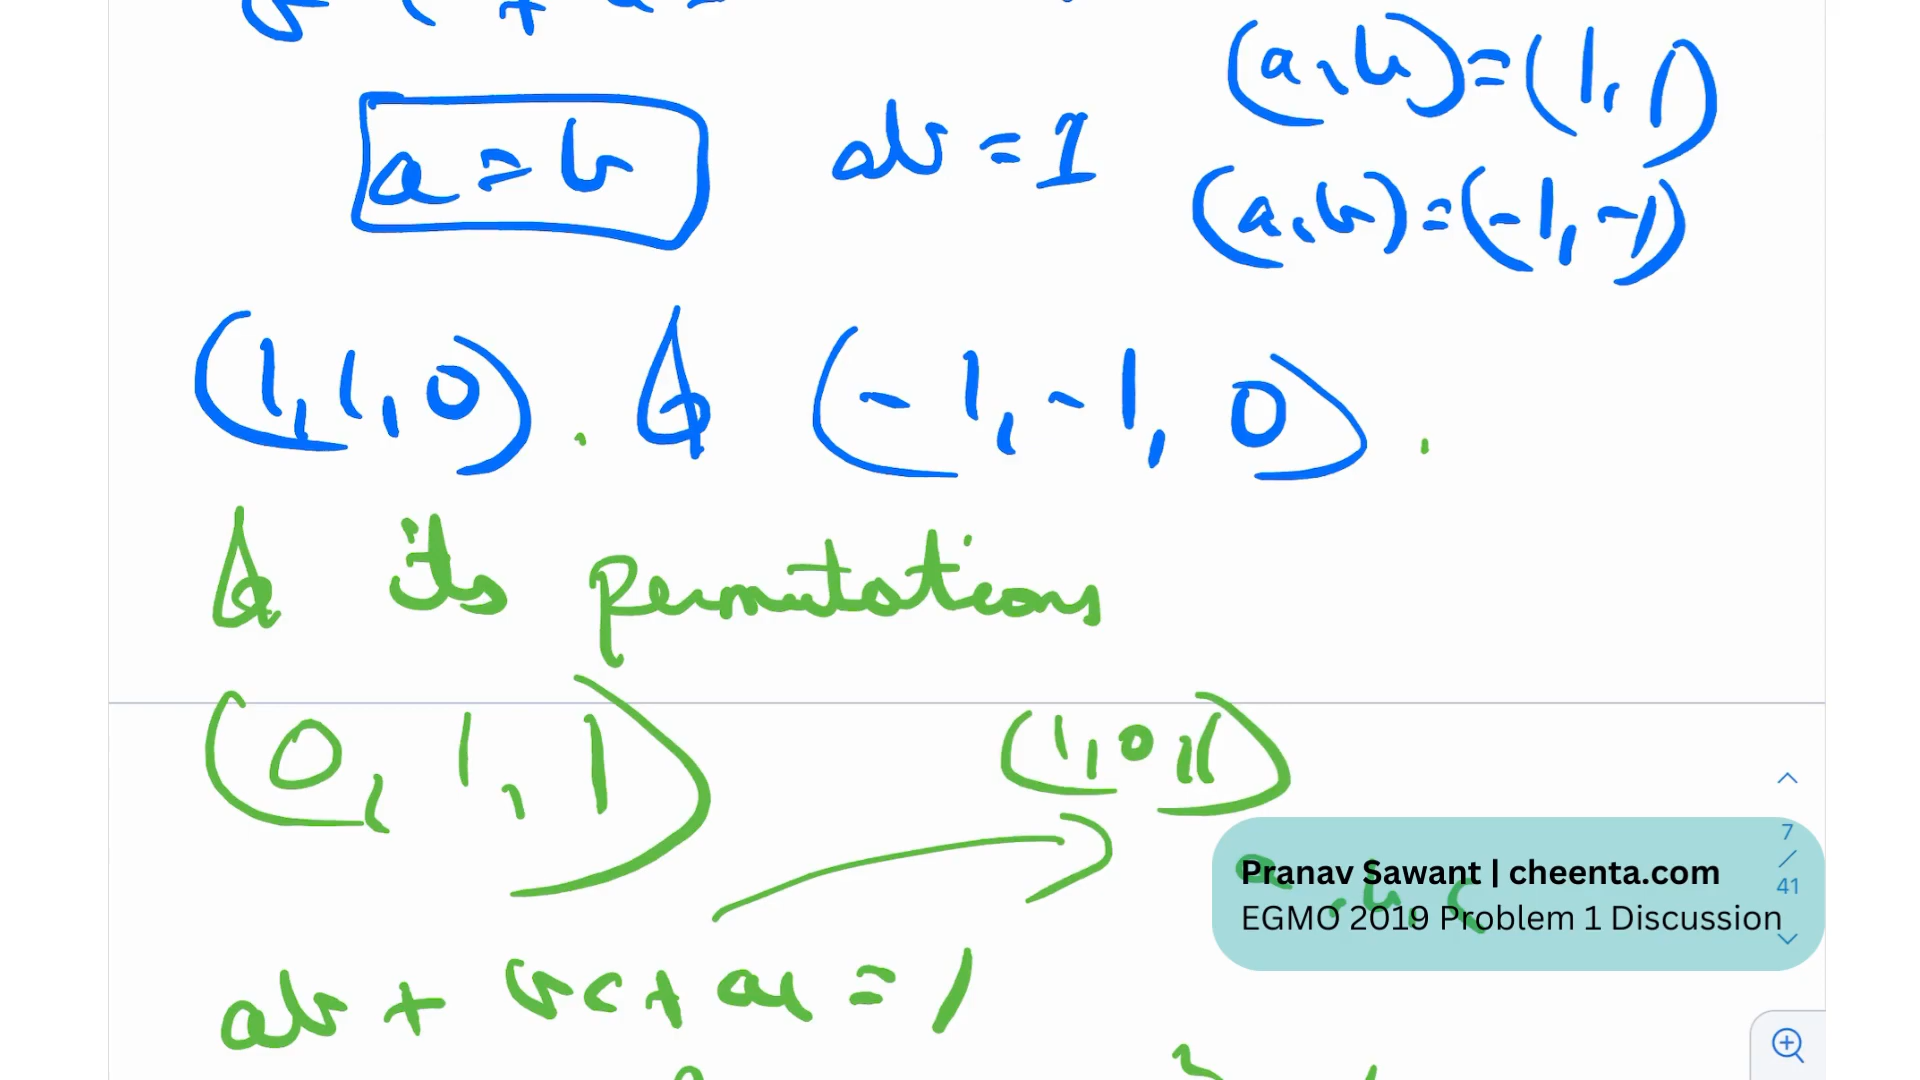 a = b ab = 1 (a,b)=(1,1)
(a,b)=(-1,-1)
(1,1,0). & (-1,-1, 0).
& its permutations
(0, 1, 1) (1,0,1)
a, b, c
Pranav Sawant | cheenta.com
EGMO 2019 Problem 1 Discussion
7
/
41
ab + bc + ac = 1